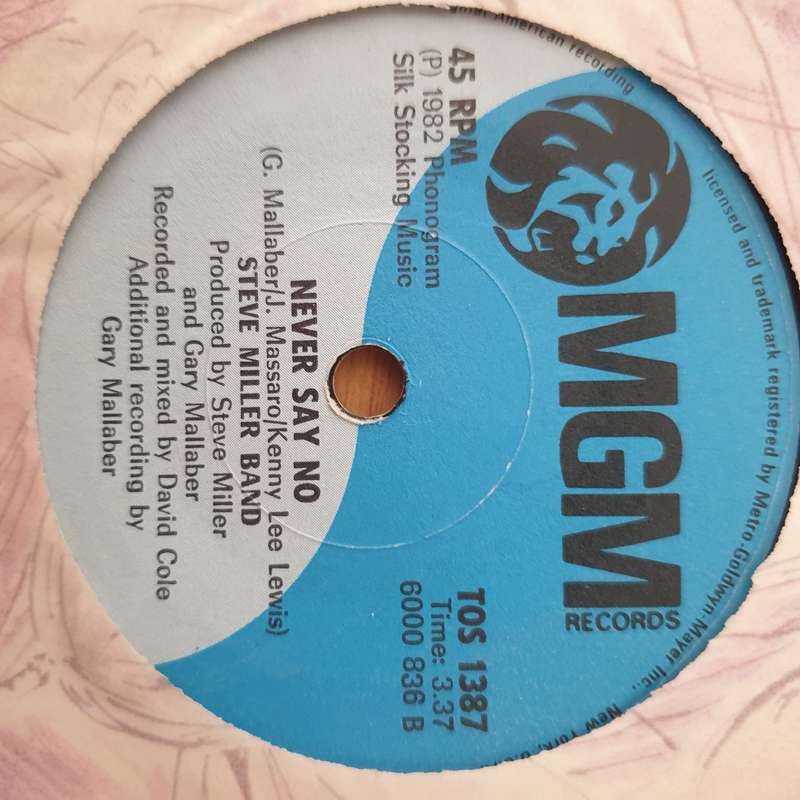 licensed and trademark registered by Metro-Goldwyn Mayer Inc., New York, U.S.A.
American recording
MGM
RECORDS
45 RPM
(P) 1982 Phonogram
Silk Stocking Music
TOS 1387
Time: 3.37
6000 836 B
NEVER SAY NO
(G. Mallaber/J. Massaro/Kenny Lee Lewis)
STEVE MILLER BAND
Produced by Steve Miller
and Gary Mallaber
Recorded and mixed by David Cole
Additional recording by
Gary Mallaber